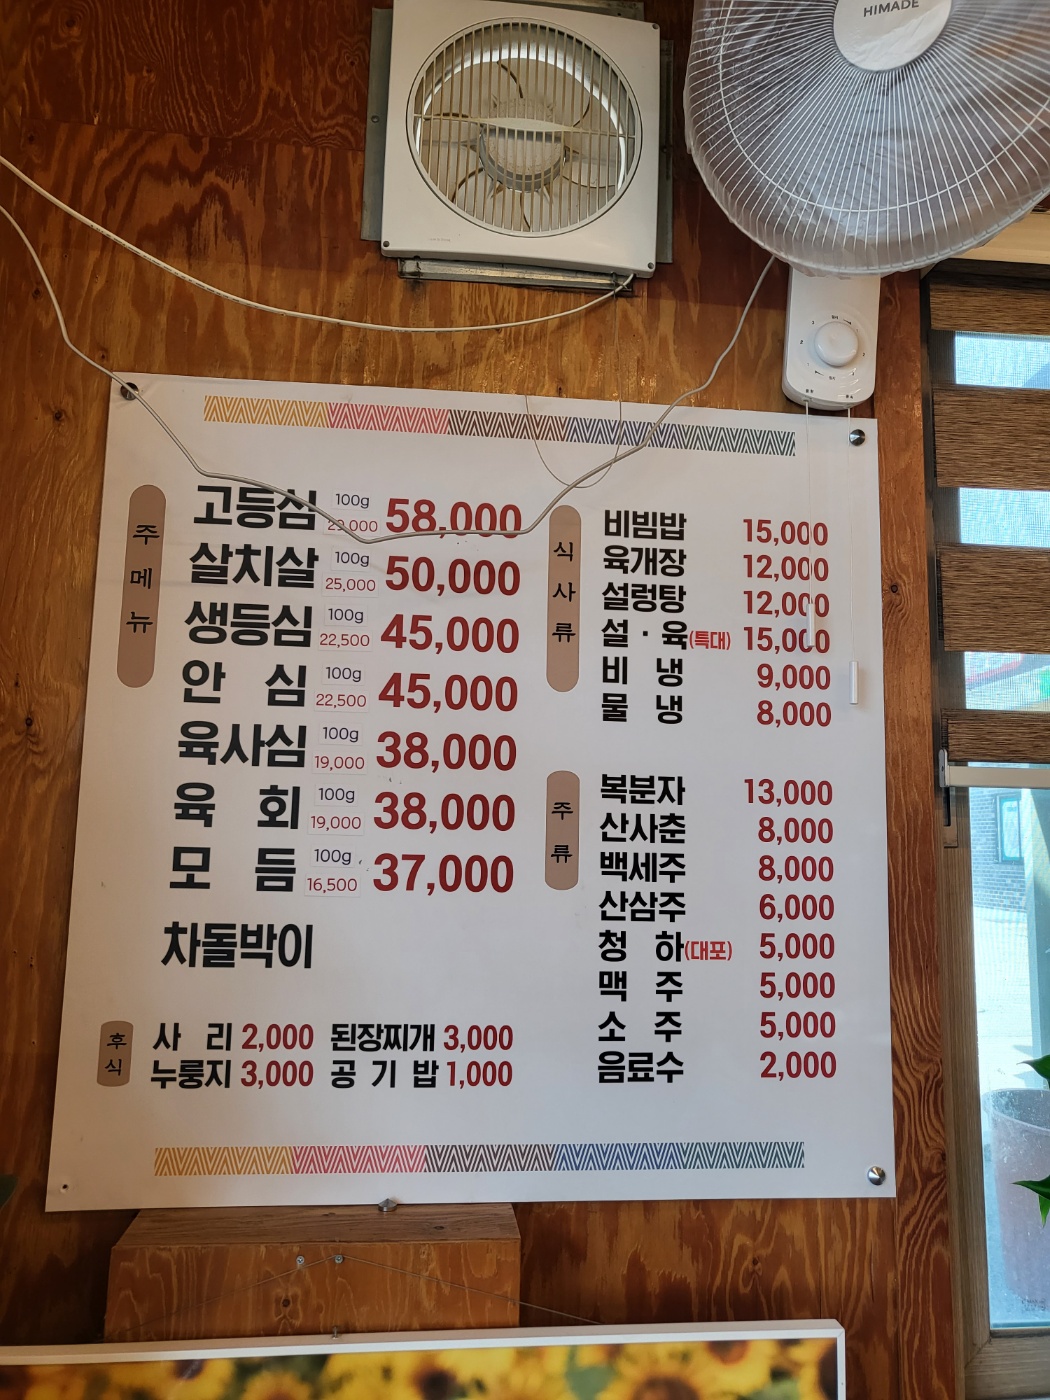 HIMADE
주메뉴
고등심 100g 29,000 58,000
살치살 100g 25,000 50,000
생등심 100g 22,500 45,000
안 심 100g 22,500 45,000
육사심 100g 19,000 38,000
육 회 100g 19,000 38,000
모 듬 100g 16,500 37,000
차돌박이
후식
사 리 2,000 된장찌개 3,000
누룽지 3,000 공 기 밥 1,000
식사류
비빔밥 15,000
육개장 12,000
설렁탕 12,000
설 · 육(특대) 15,000
비 냉 9,000
물 냉 8,000
주류
복분자 13,000
산사춘 8,000
백세주 8,000
산삼주 6,000
청 하(대포) 5,000
맥 주 5,000
소 주 5,000
음료수 2,000